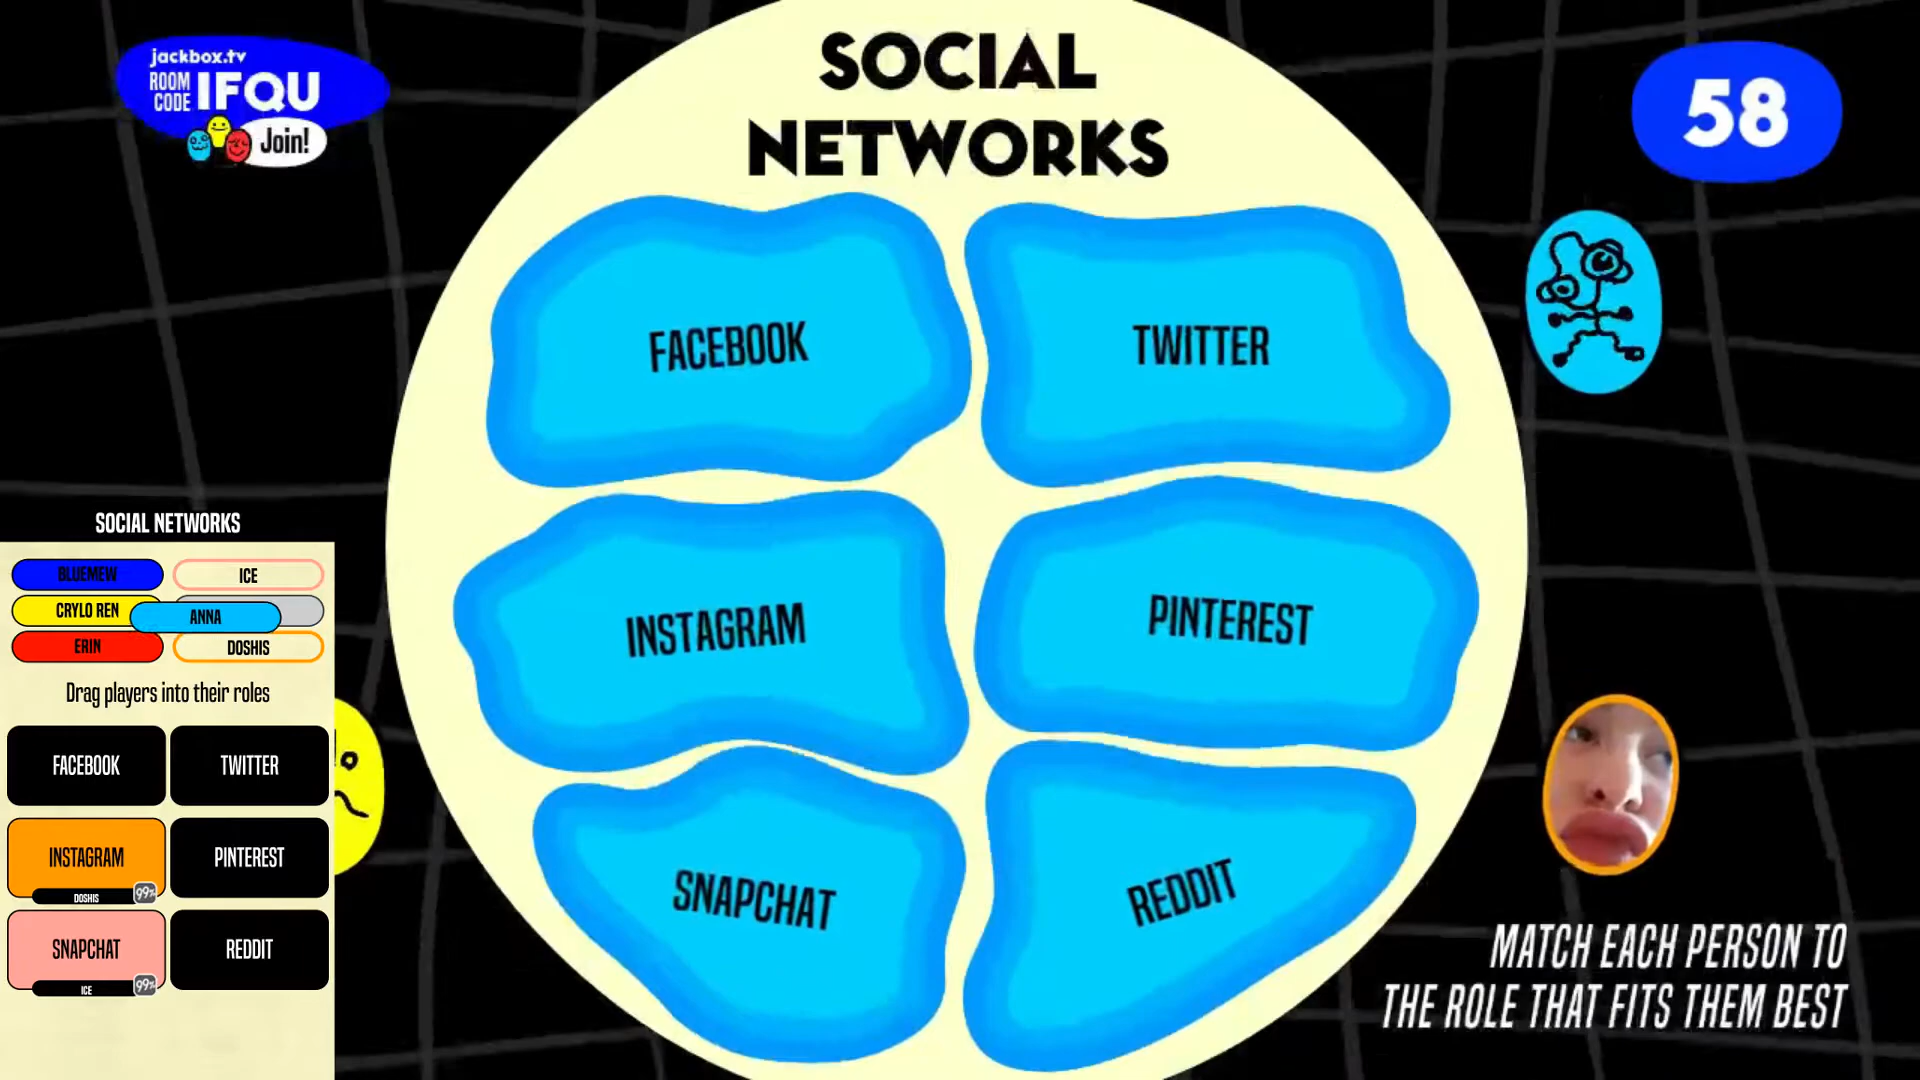 jackbox.tv
ROOM
CODE
IFQU
Join!
SOCIAL
NETWORKS
58
FACEBOOK
TWITTER
INSTAGRAM
PINTEREST
SNAPCHAT
REDDIT
MATCH EACH PERSON TO
THE ROLE THAT FITS THEM BEST
SOCIAL NETWORKS
BLUEMEW
ICE
CRYLO REN
ANNA
ERIN
DOSHIS
Drag players into their roles
FACEBOOK
TWITTER
INSTAGRAM
PINTEREST
DOSHIS
99%
SNAPCHAT
REDDIT
ICE
99%